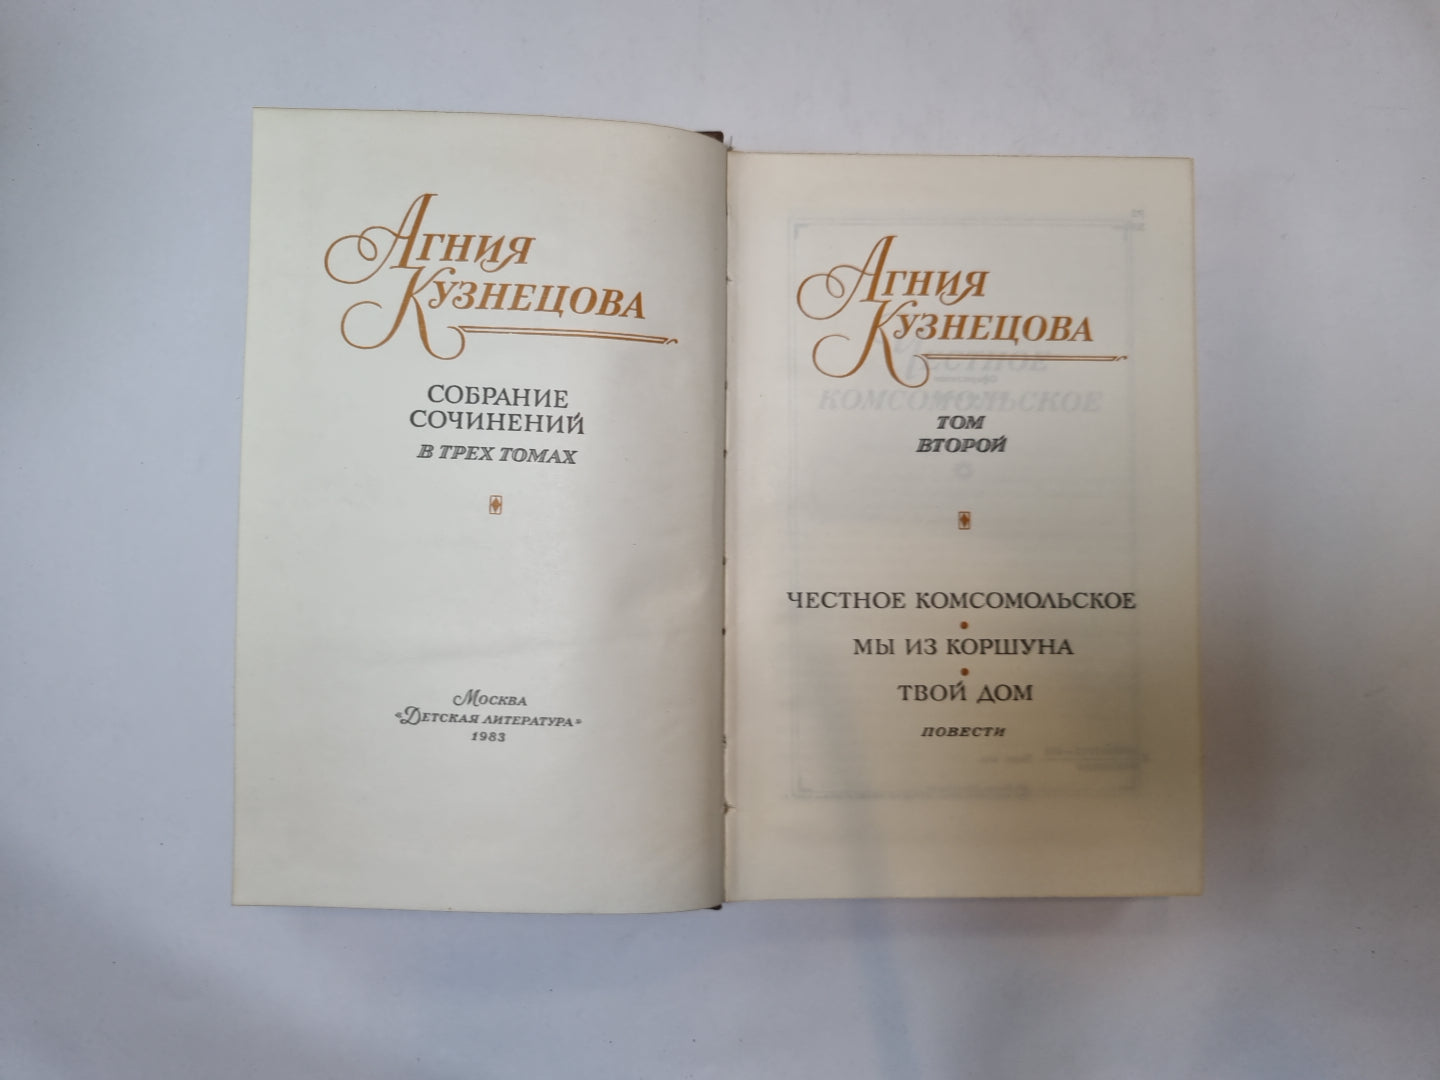 Агния
Кузнецова
СОБРАНИЕ
СОЧИНЕНИЙ
В ТРЕХ ТОМАХ
Москва
«Детская литература»
1983
Агния
Кузнецова
ТОМ
ВТОРОЙ
ЧЕСТНОЕ КОМСОМОЛЬСКОЕ
МЫ ИЗ КОРШУНА
ТВОЙ ДОМ
ПОВЕСТИ